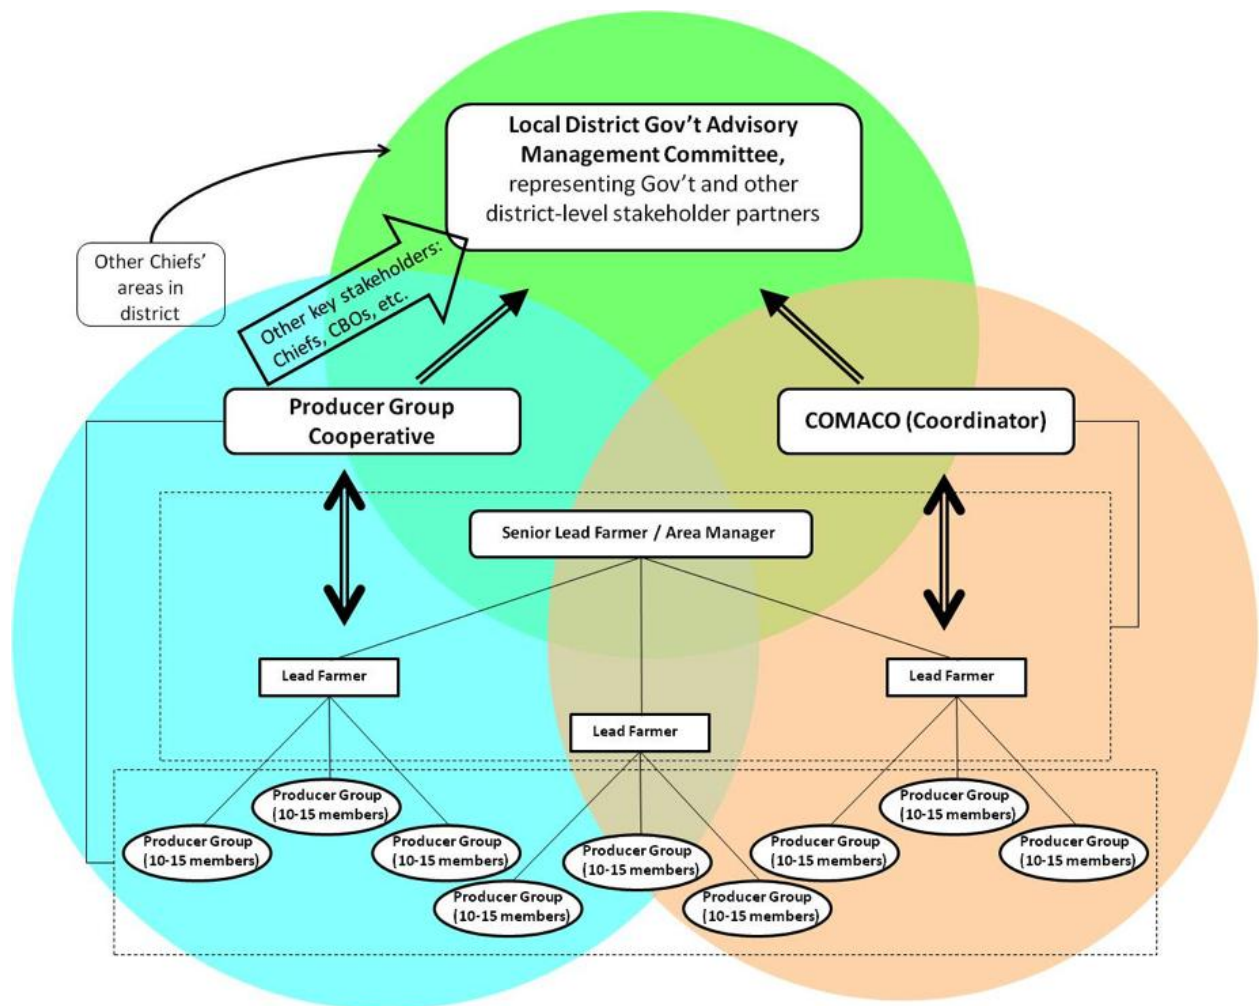 Local District Gov't Advisory
Management Committee,
representing Gov't and other
district-level stakeholder partners
Other Chiefs'
areas in
district
Other key stakeholders:
Chiefs, CBOs, etc.
Producer Group
Cooperative
COMACO (Coordinator)
Senior Lead Farmer / Area Manager
Lead Farmer
Lead Farmer
Lead Farmer
Producer Group
(10-15 members)
Producer Group
(10-15 members)
Producer Group
(10-15 members)
Producer Group
(10-15 members)
Producer Group
(10-15 members)
Producer Group
(10-15 members)
Producer Group
(10-15 members)
Producer Group
(10-15 members)
Producer Group
(10-15 members)